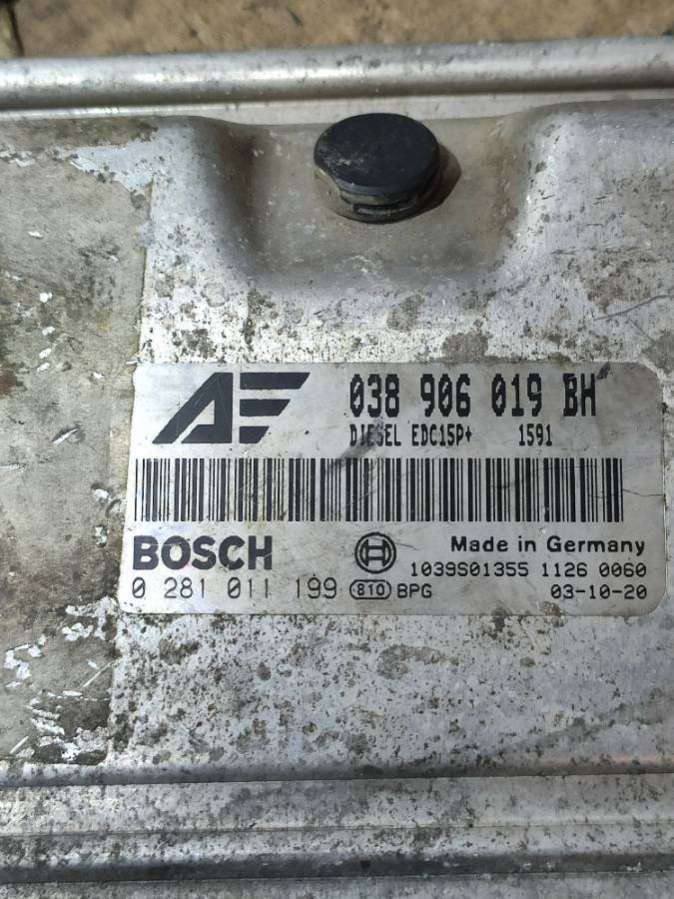 AF 038 906 019 BH
DIESEL EDC15P+ 1591
BOSCH Made in Germany
1039S01355 1126 0060
0 281 011 199 810 BPG 03-10-20